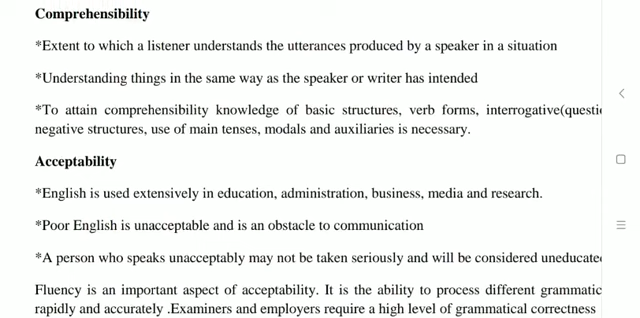 Comprehensibility
*Extent to which a listener understands the utterances produced by a speaker in a situation
*Understanding things in the same way as the speaker or writer has intended
*To attain comprehensibility knowledge of basic structures, verb forms,
negative structures, use of main tenses, modals and auxiliaries is necessary.
Acceptability
*English is used extensively in education, administration, business, media and research.
*Poor English is unacceptable and is an obstacle to communication
*A person who speaks unacceptably may not be taken seriously and will be considered
Fluency is an important aspect of acceptability. It is the ability to process different
rapidly and accurately .Examiners and employers require a high level of grammatical correctness